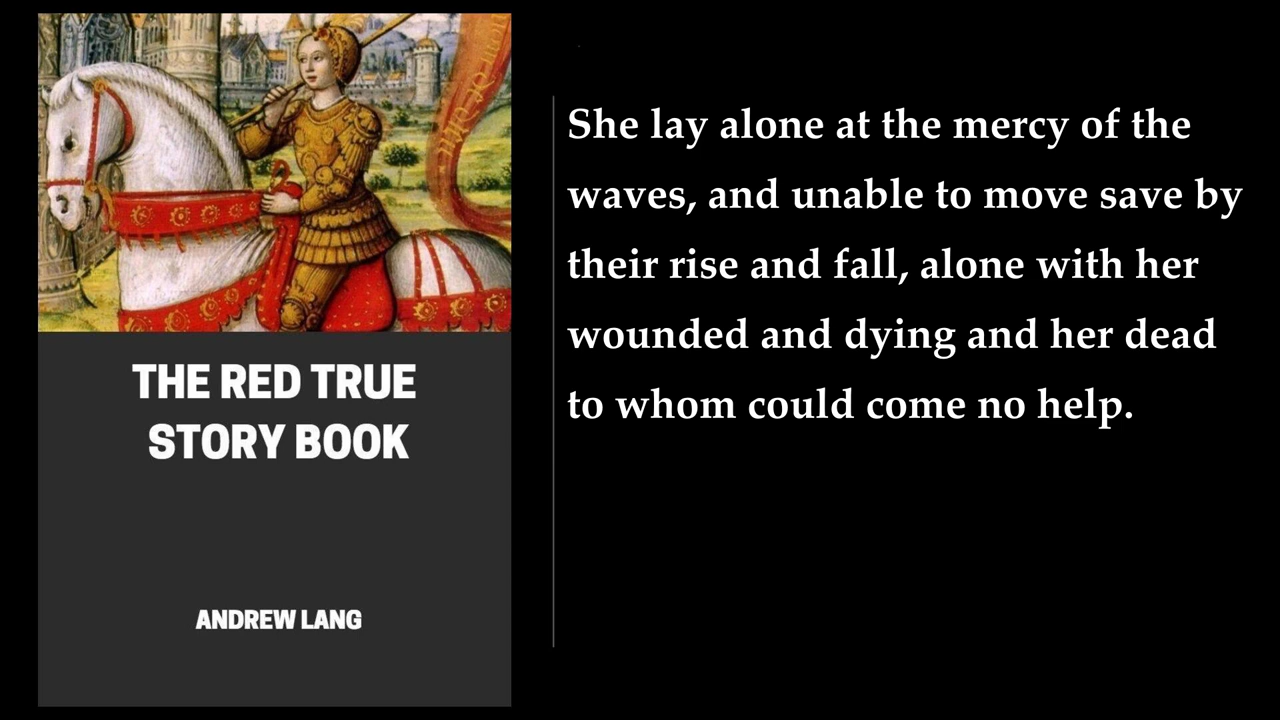 THE RED TRUE
STORY BOOK
ANDREW LANG
She lay alone at the mercy of the
waves, and unable to move save by
their rise and fall, alone with her
wounded and dying and her dead
to whom could come no help.